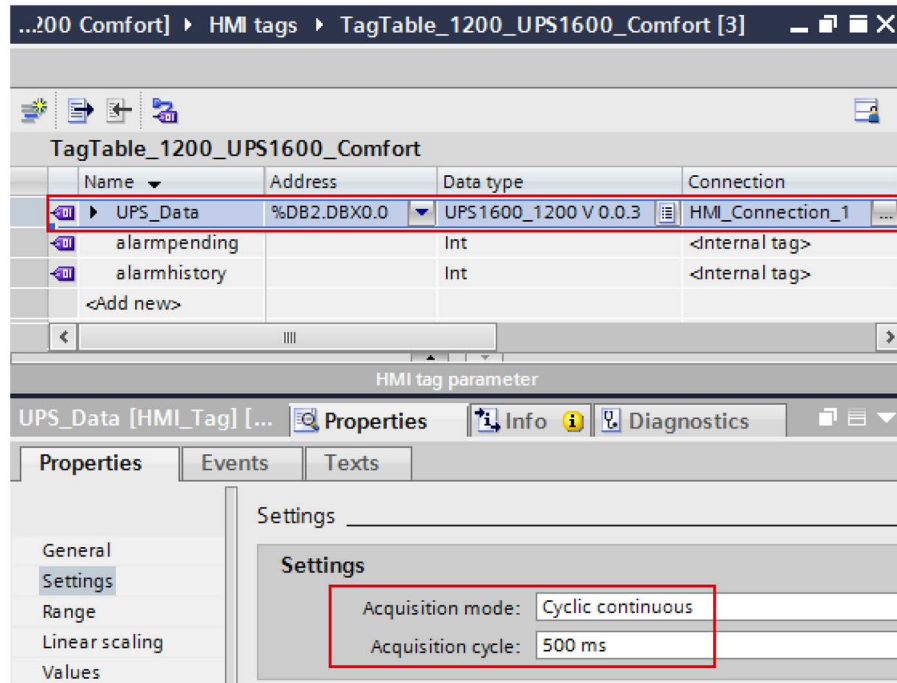 ...200 Comfort] ▸ HMI tags ▸ TagTable_1200_UPS1600_Comfort [3]
TagTable_1200_UPS1600_Comfort
Name Address Data type Connection
UPS_Data %DB2.DBX0.0 UPS1600_1200 V 0.0.3 HMI_Connection_1 ...
alarmpending Int <Internal tag>
alarmhistory Int <Internal tag>
<Add new>
HMI tag parameter
UPS_Data [HMI_Tag] [... Properties Info Diagnostics
Properties Events Texts
Settings
General
Settings
Settings
Range
Acquisition mode: Cyclic continuous
Linear scaling
Acquisition cycle: 500 ms
Values